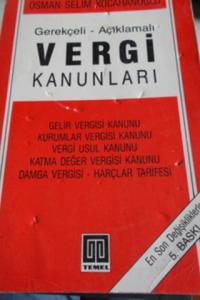 OSMAN SELİM KOCAHANOĞLU
Gerekçeli - Açıklamalı
VERGİ
KANUNLARI
GELİR VERGİSİ KANUNU
KURUMLAR VERGİSİ KANUNU
VERGİ USUL KANUNU
KATMA DEĞER VERGİSİ KANUNU
DAMGA VERGİSİ - HARÇLAR TARİFESİ
En Son Değişikliklerle
5. BASKI
TEMEL